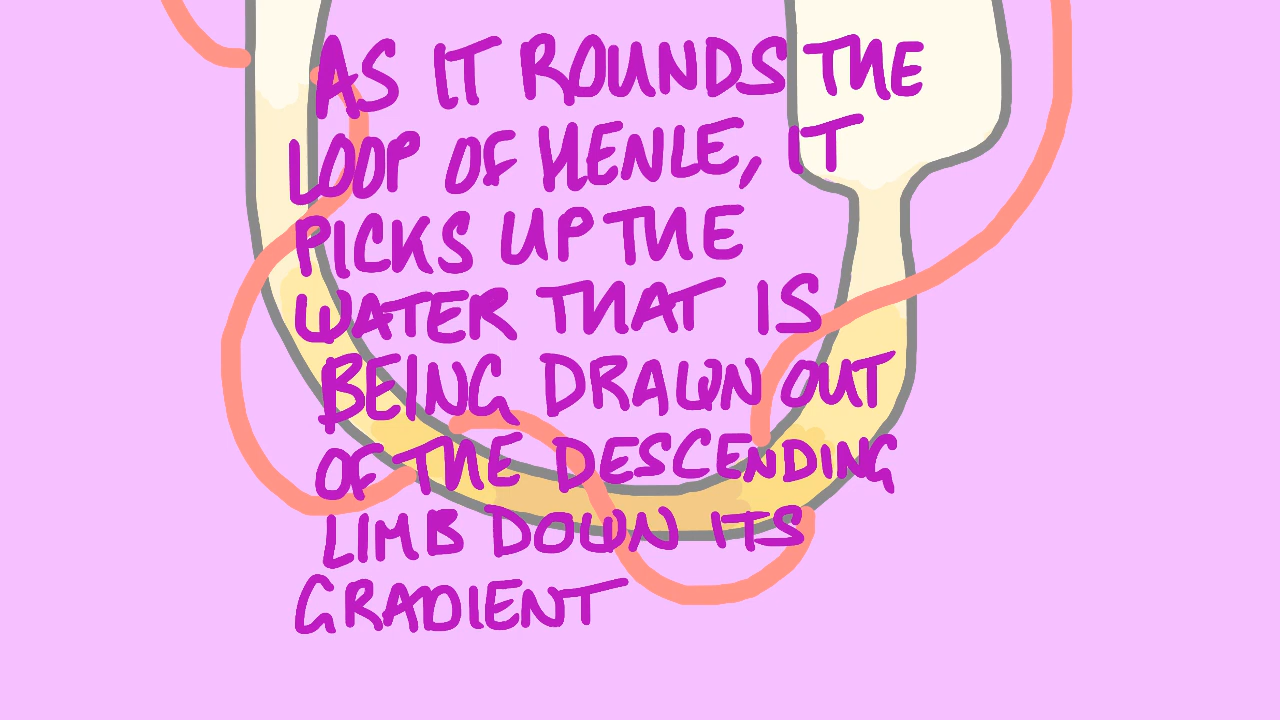 AS IT ROUNDS THE
LOOP OF HENLE, IT
PICKS UP THE
WATER THAT IS
BEING DRAWN OUT
OF THE DESCENDING
LIMB DOWN ITS
GRADIENT